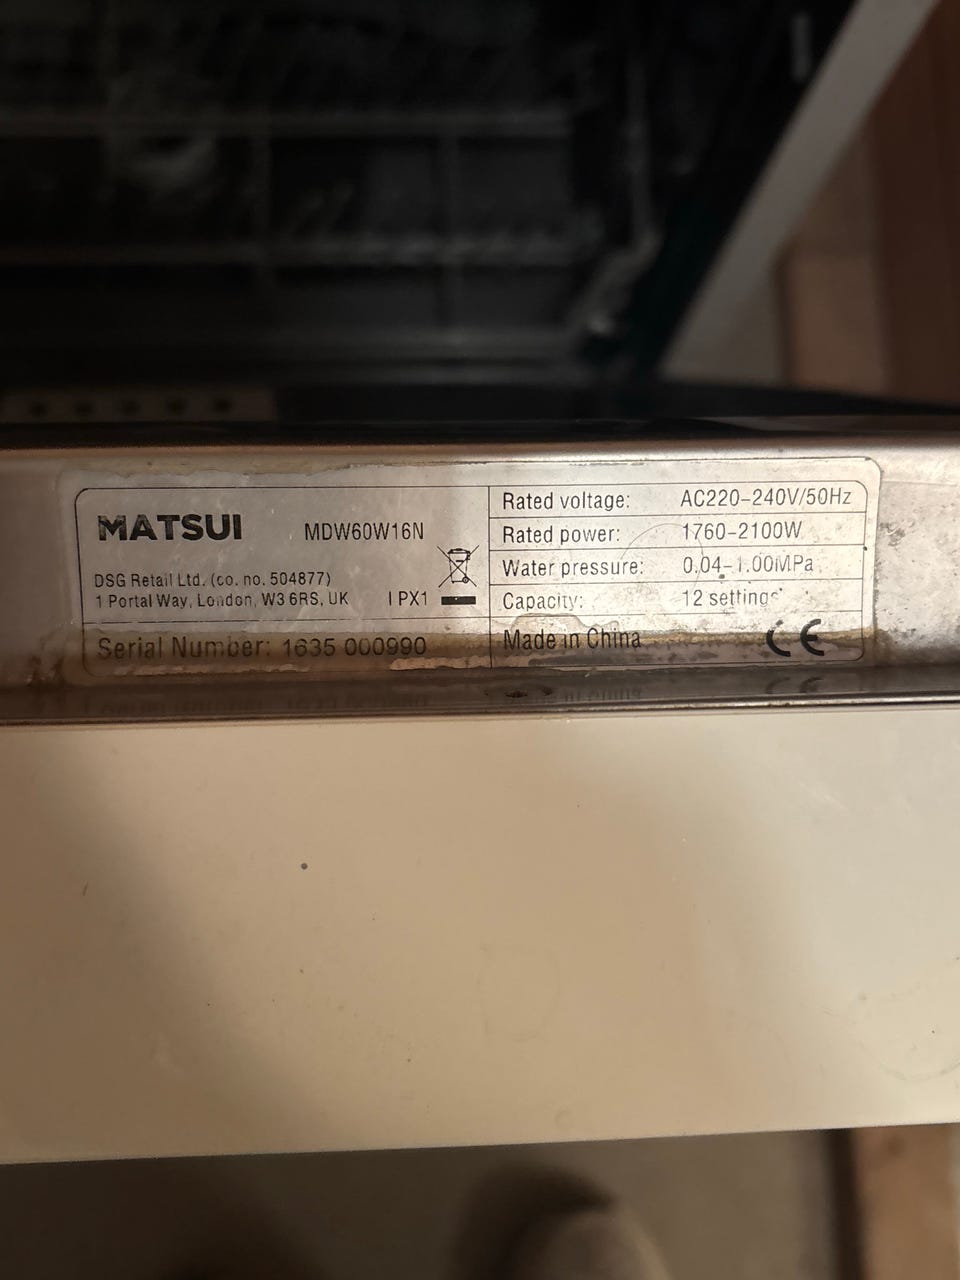 MATSUI MDW60W16N
DSG Retail Ltd. (co. no. 504877)
1 Portal Way, London, W3 6RS, UK IPX1
Serial Number: 1635 000990
Rated voltage: AC220-240V/50Hz
Rated power: 1760-2100W
Water pressure: 0.04-1.00MPa
Capacity: 12 settings
Made in China CE